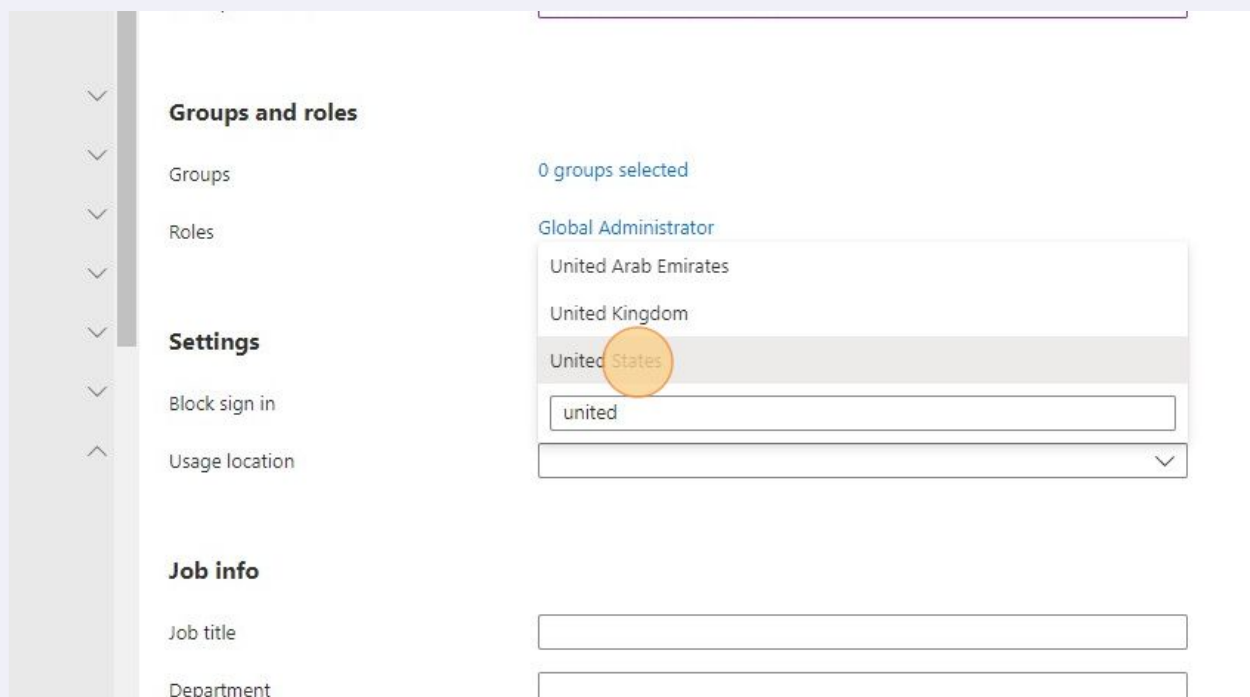 Groups and roles
Groups
0 groups selected
Roles
Global Administrator
United Arab Emirates
United Kingdom
Settings
United States
Block sign in
united
Usage location
Job info
Job title
Department